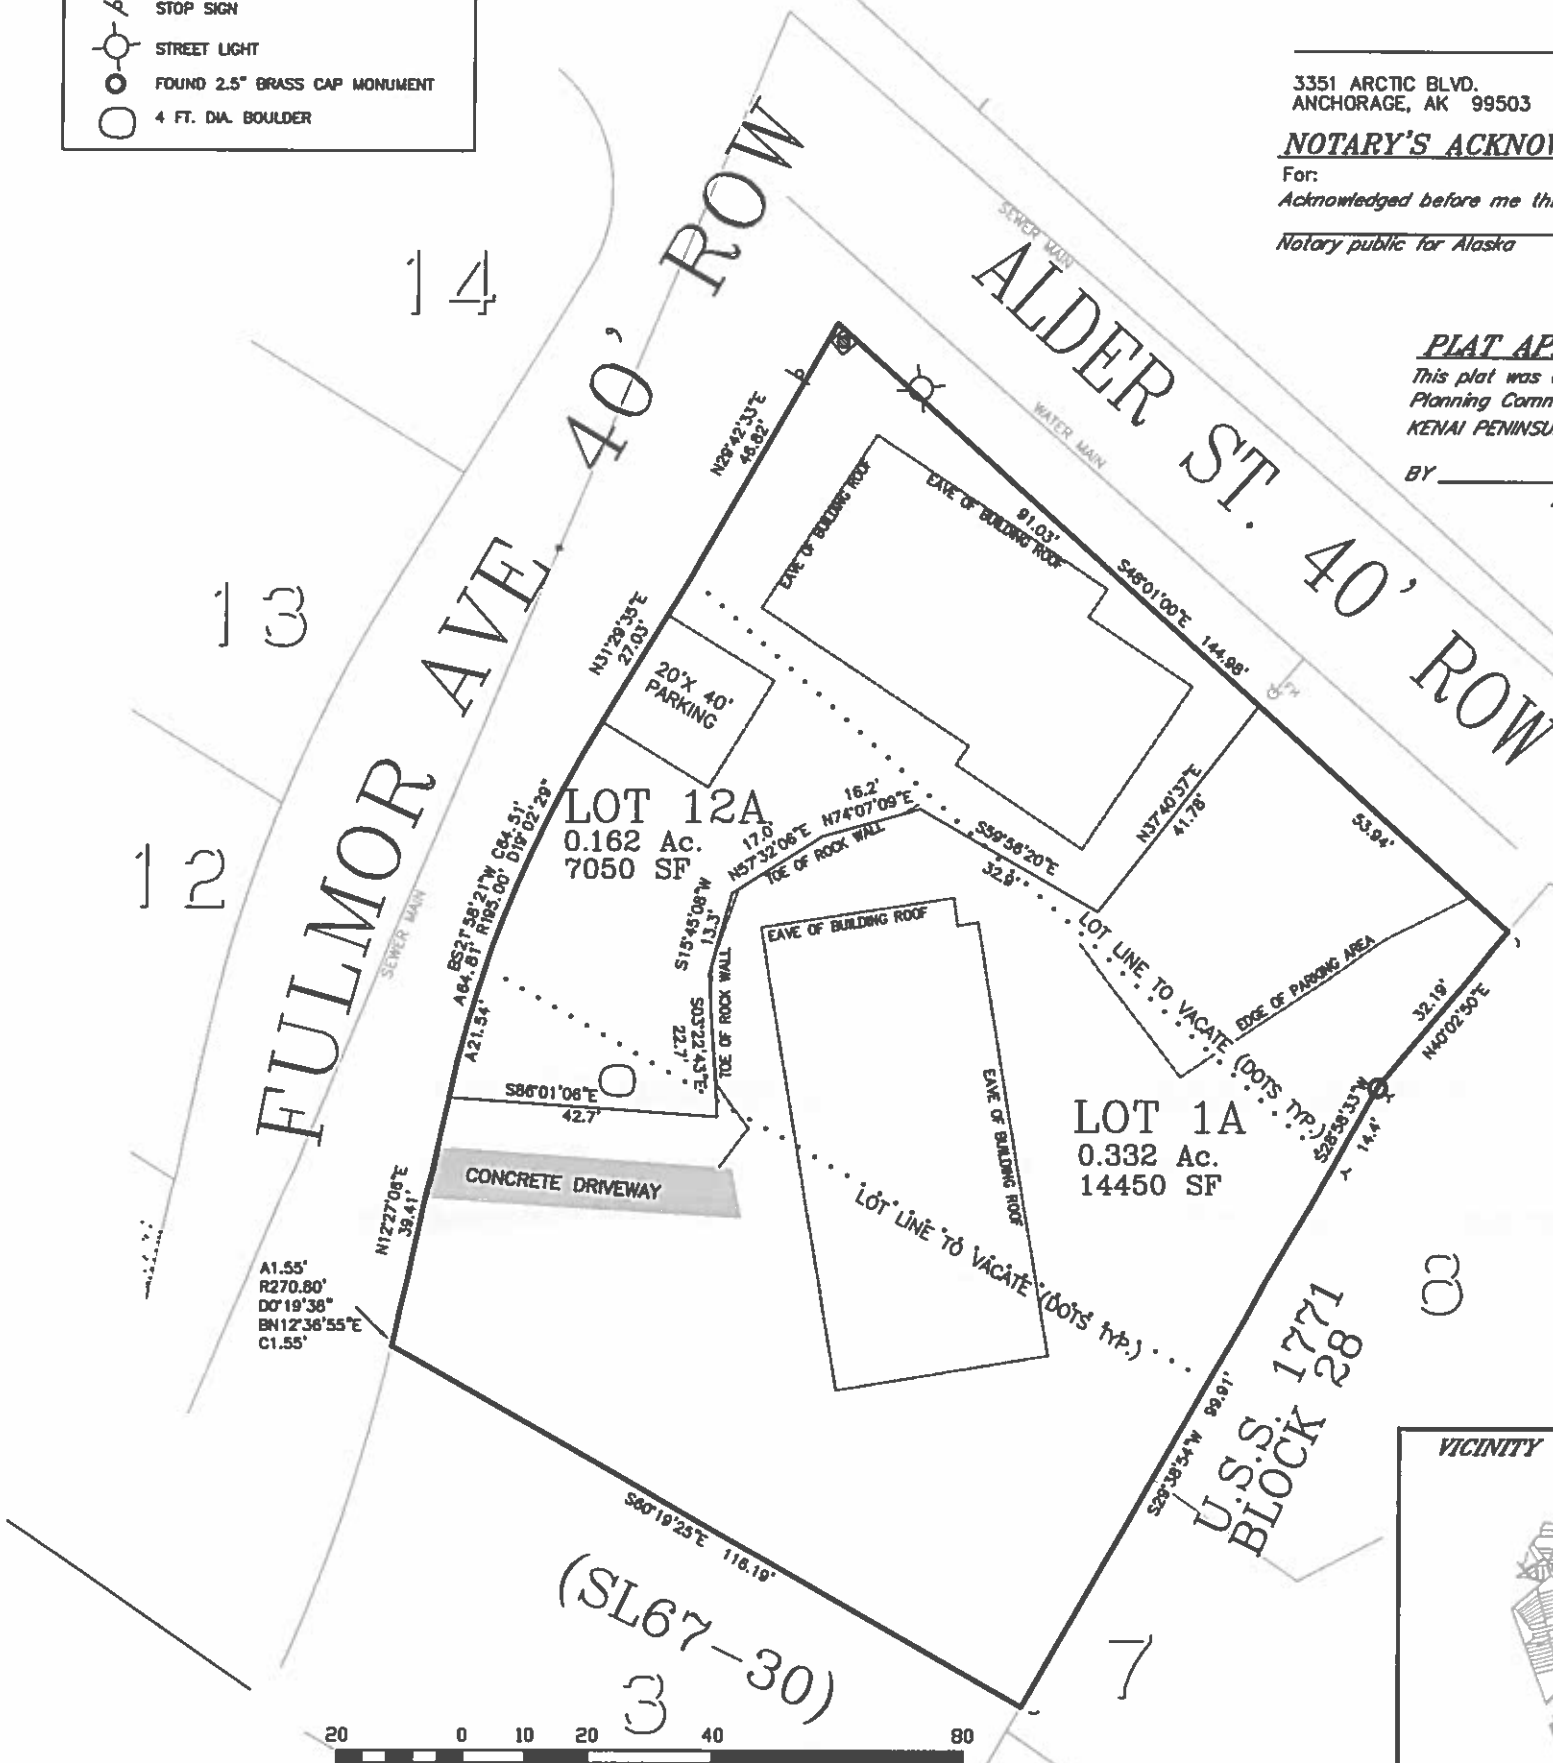 STOP SIGN
STREET LIGHT
FOUND 2.5" BRASS CAP MONUMENT
4 FT. DIA. BOULDER
3351 ARCTIC BLVD.
ANCHORAGE, AK 99503
NOTARY'S ACKNOW
For:
Acknowledged before me th
Notary public for Alaska
PLAT AP
This plat was
Planning Comm
KENAI PENINSU
BY
14
13
12
FULMOR AVE 40' ROW
SEWER MAIN
SEWER MAIN
WATER MAIN
ALDER ST. 40' ROW
N29°42'33"E
46.82'
EAVE OF BUILDING ROOF
EAVE OF BUILDING ROOF
91.03'
S46°01'00"E 144.98'
FH
53.94'
N31°29'35"E
27.03'
20'X 40'
PARKING
LOT 12A
0.162 Ac.
7050 SF
BS21°58'21"W C64.51'
A64.81' R195.00' D19°02'29"
A21.54'
16.2'
N74°07'09"E
17.0'
N57°32'06"E
TOE OF ROCK WALL
S15°45'08"W
13.3'
S03°22'43"E
22.7'
TOE OF ROCK WALL
S59°56'20"E
32.9'
N37°40'37"E
41.78'
LOT LINE TO VACATE (DOTS TYP.)
EDGE OF PARKING AREA
32.19'
N40°02'50"E
S28°58'33"W
14.4'
EAVE OF BUILDING ROOF
EAVE OF BUILDING ROOF
LOT 1A
0.332 Ac.
14450 SF
S86°01'06"E
42.7'
CONCRETE DRIVEWAY
N12°27'06"E
39.41'
A1.55'
R270.80'
D0°19'38"
BN12°36'55"E
C1.55'
LOT LINE TO VACATE (DOTS TYP.)
8
U.S.S. 1771
BLOCK 28
S29°38'54"W 99.91'
S60°19'25"E 116.19'
(SL67-30)
3
7
VICINITY
20 0 10 20 40 80